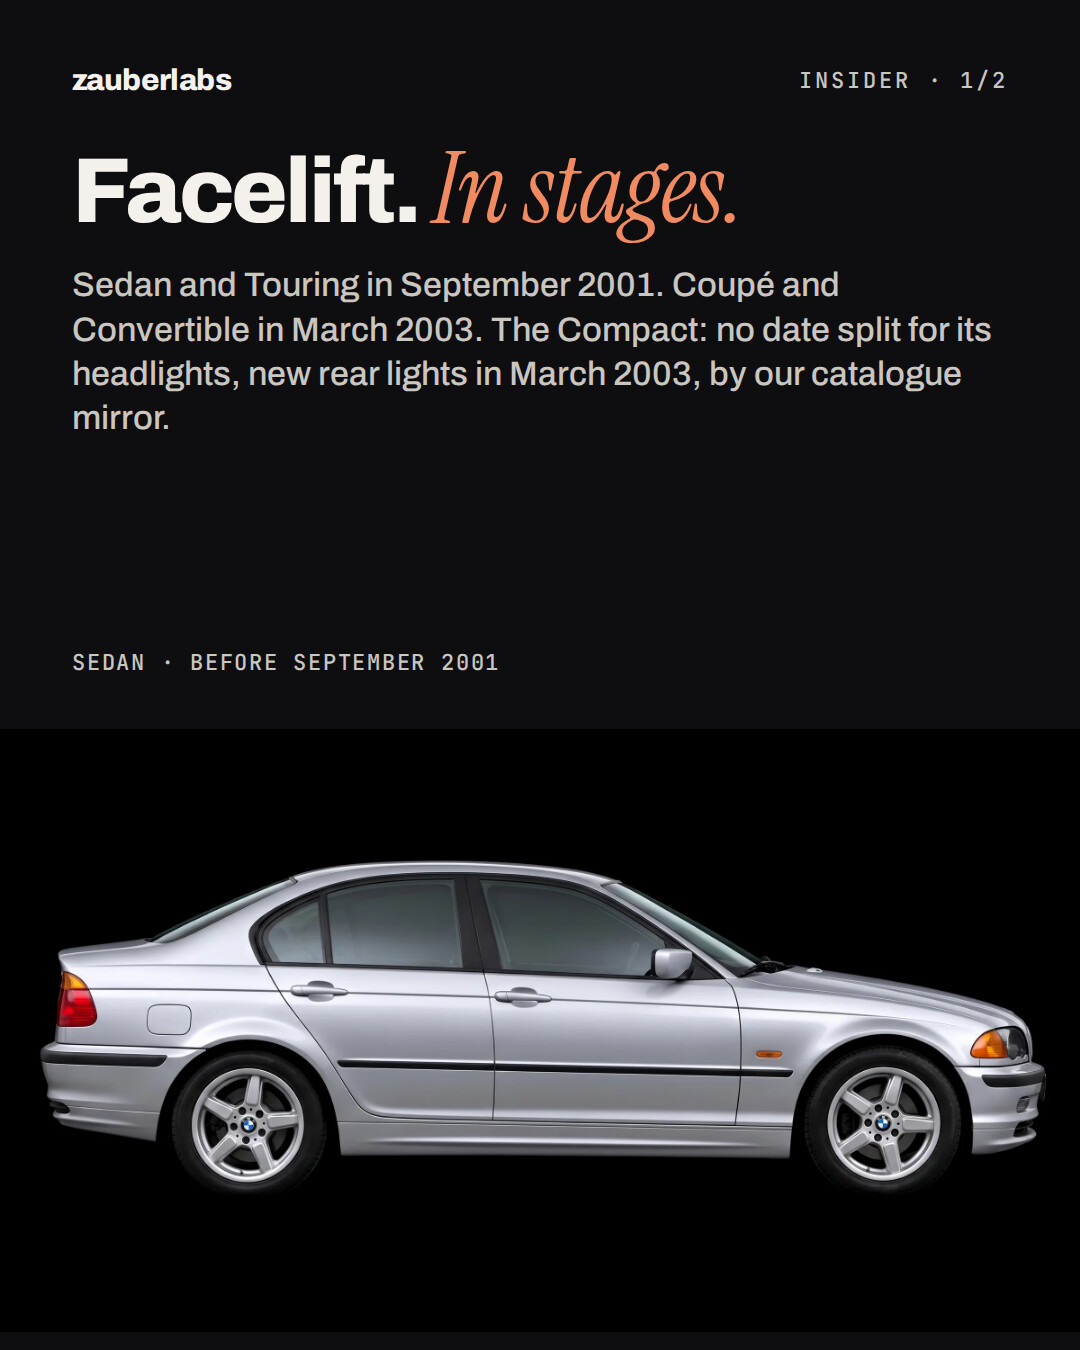 zauberlabs
INSIDER · 1/2
Facelift. In stages.
Sedan and Touring in September 2001. Coupé and
Convertible in March 2003. The Compact: no date split for its
headlights, new rear lights in March 2003, by our catalogue
mirror.
SEDAN · BEFORE SEPTEMBER 2001